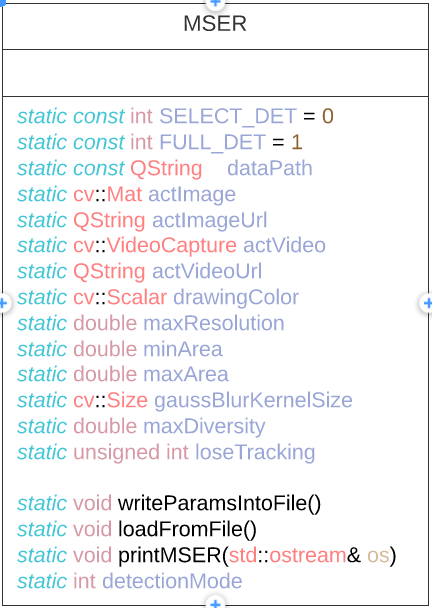 MSER
static const int SELECT_DET = 0
static const int FULL_DET = 1
static const QString dataPath
static cv::Mat actImage
static QString actImageUrl
static cv::VideoCapture actVideo
static QString actVideoUrl
static cv::Scalar drawingColor
static double maxResolution
static double minArea
static double maxArea
static cv::Size gaussBlurKernelSize
static double maxDiversity
static unsigned int loseTracking
static void writeParamsIntoFile()
static void loadFromFile()
static void printMSER(std::ostream& os)
static int detectionMode